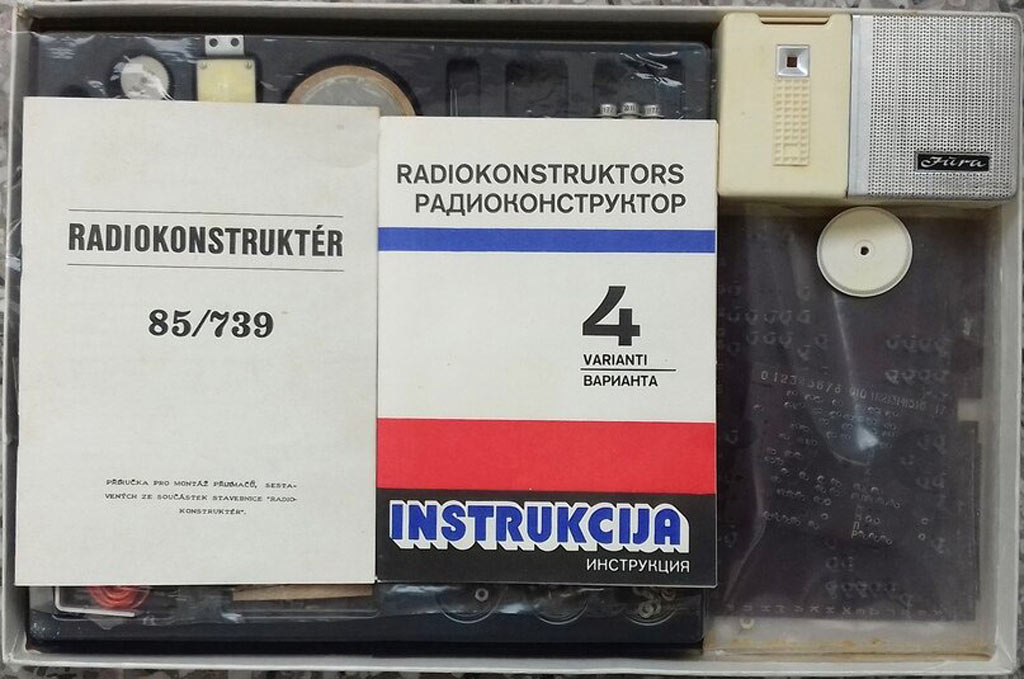 RADIOKONSTRUKTÉR
85/739
PŘÍRUČKA PRO MONTÁŽ PŘIJÍMAČŮ, SESTA-
VENÝCH ZE SOUČÁSTEK STAVEBNICE "RADIO-
KONSTRUKTÉR".
RADIOKONSTRUKTORS
РАДИОКОНСТРУКТОР
4
VARIANTI
ВАРИАНТА
INSTRUKCIJA
ИНСТРУКЦИЯ
Jūra